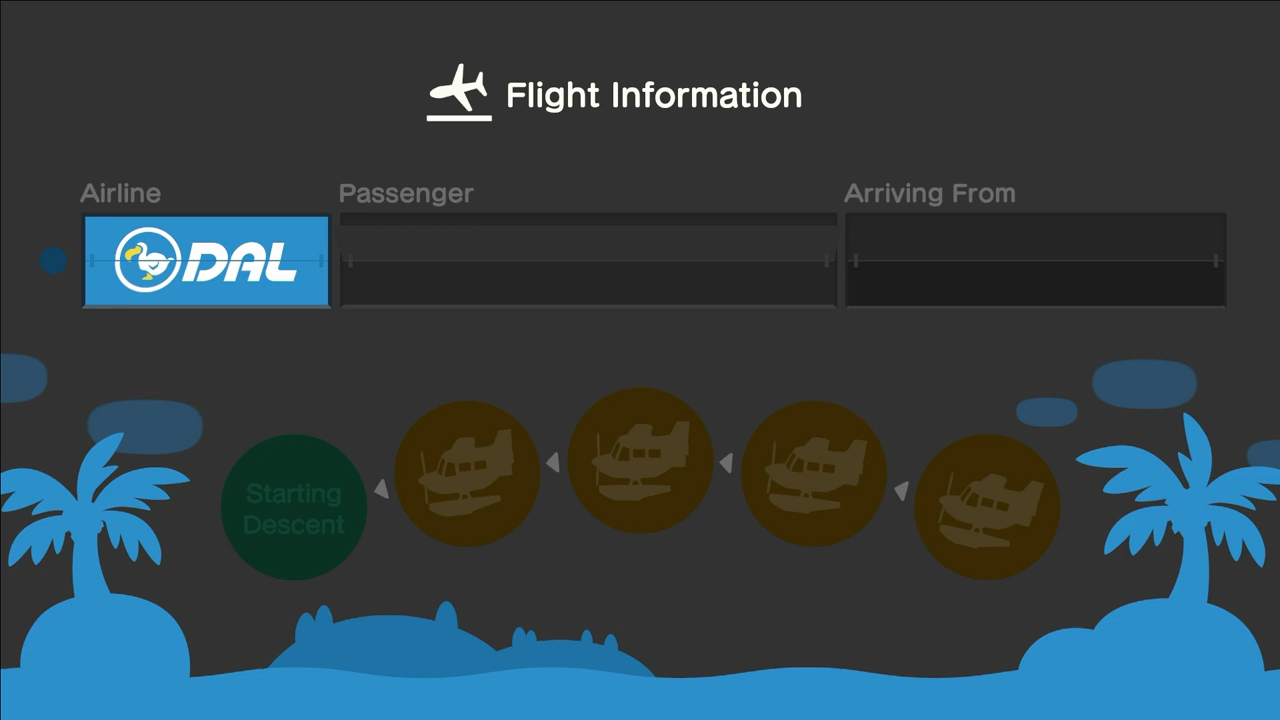 Flight Information
Airline
Passenger
Arriving From
DAL
Starting
Descent